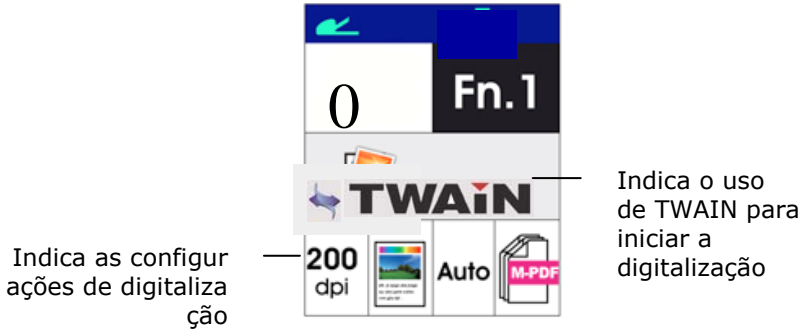 0
Fn.1
TWAiN
Indica o uso
de TWAIN para
iniciar a
digitalização
Indica as configur
ações de digitaliza
ção
200
dpi
Auto
M-PDF